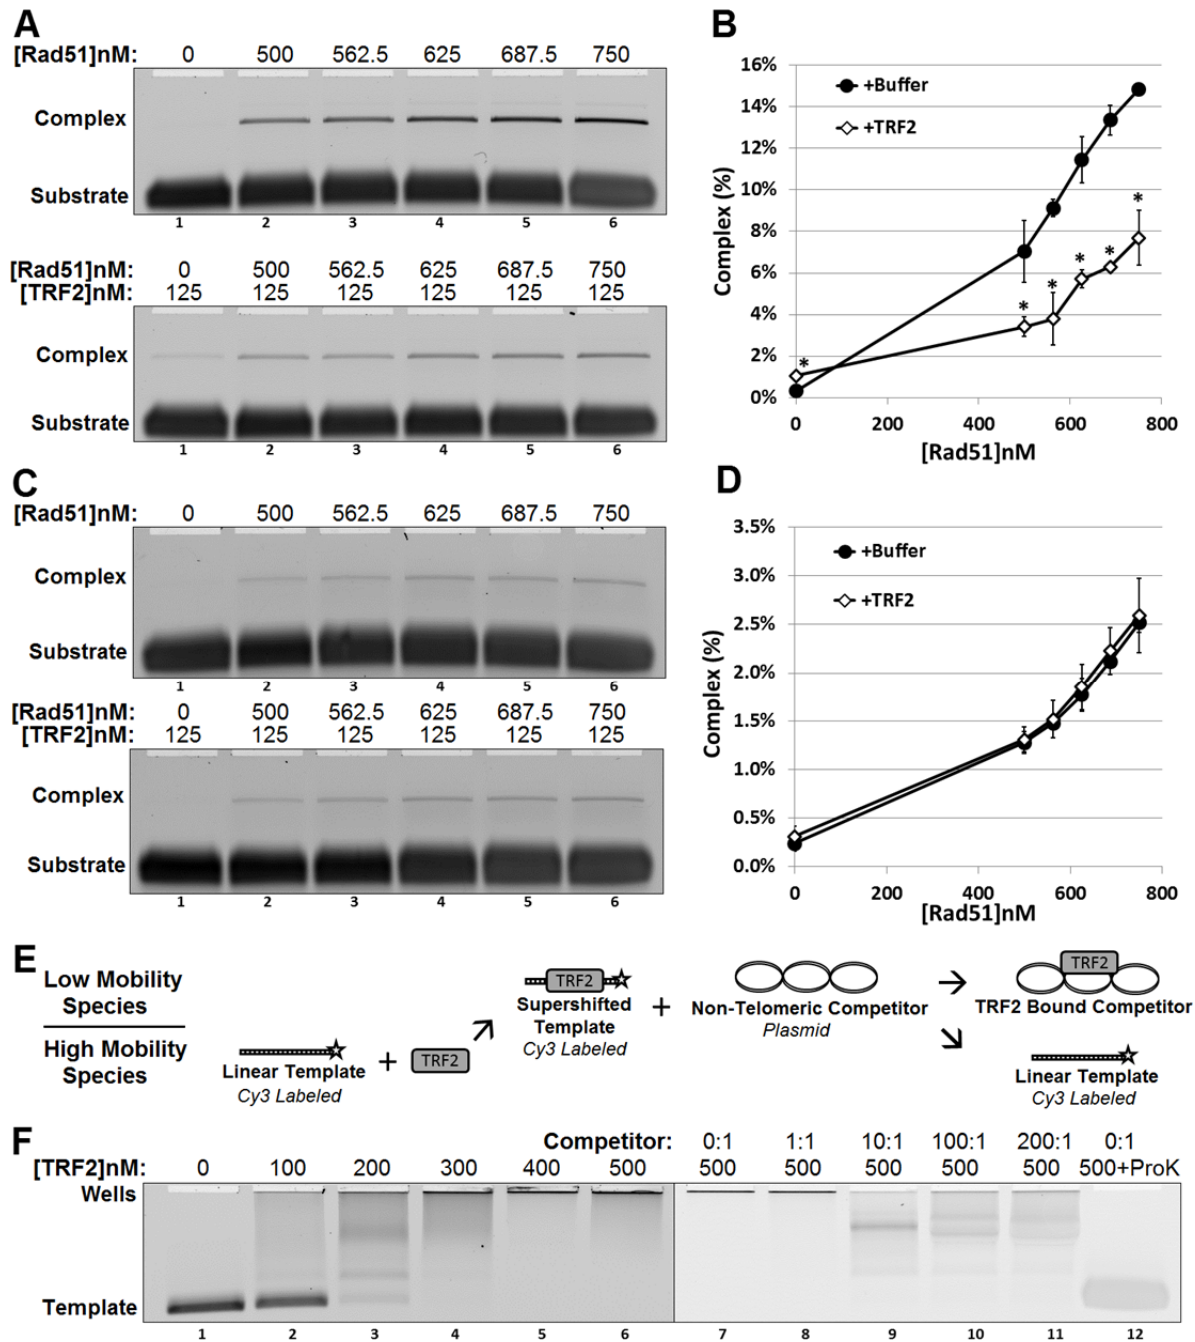 A
[Rad51]nM: 0 500 562.5 625 687.5 750
Complex
Substrate
1 2 3 4 5 6
[Rad51]nM: 0 500 562.5 625 687.5 750
[TRF2]nM: 125 125 125 125 125 125
Complex
Substrate
1 2 3 4 5 6
B
16%
14%
12%
10%
8%
6%
4%
2%
0%
Complex (%)
+Buffer
+TRF2
*
*
*
*
*
*
0 200 400 600 800
[Rad51]nM
C
[Rad51]nM: 0 500 562.5 625 687.5 750
Complex
Substrate
1 2 3 4 5 6
[Rad51]nM: 0 500 562.5 625 687.5 750
[TRF2]nM: 125 125 125 125 125 125
Complex
Substrate
1 2 3 4 5 6
D
3.5%
3.0%
2.5%
2.0%
1.5%
1.0%
0.5%
0.0%
Complex (%)
+Buffer
+TRF2
0 200 400 600 800
[Rad51]nM
E
Low Mobility
Species
High Mobility
Species
Linear Template
Cy3 Labeled
+
TRF2
TRF2
Supershifted
Template
Cy3 Labeled
+
Non-Telomeric Competitor
Plasmid
TRF2
TRF2 Bound Competitor
Linear Template
Cy3 Labeled
F
Competitor: 0:1 1:1 10:1 100:1 200:1 0:1
[TRF2]nM: 0 100 200 300 400 500 500 500 500 500 500 500+ProK
Wells
Template
1 2 3 4 5 6 7 8 9 10 11 12